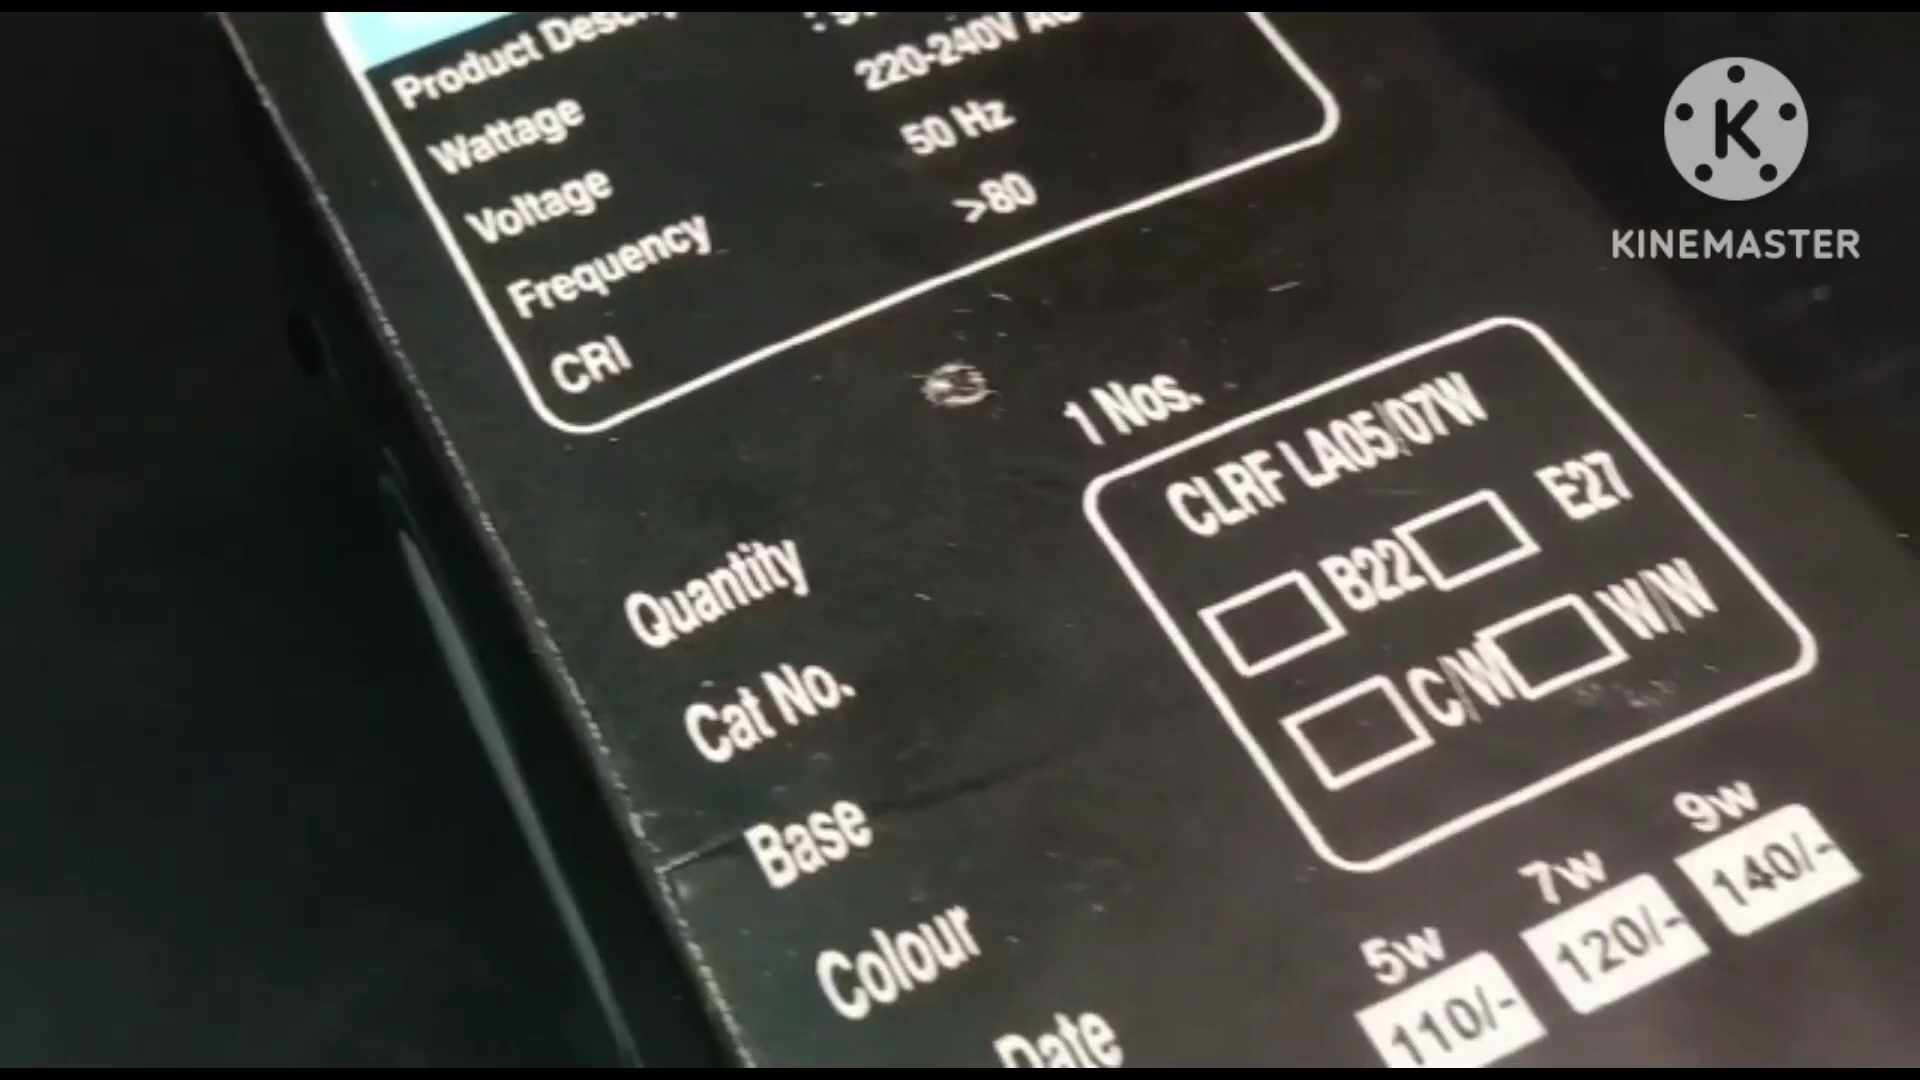 Product
Wattage
220-240V AC
Voltage
50 Hz
Frequency
>80
CRI
Quantity
1 Nos.
Cat No.
CLRF LA05/07W
Base
B22 E27
Colour
C/W W/W
Date
5w 7w 9w
110/- 120/- 140/-
K
KINEMASTER